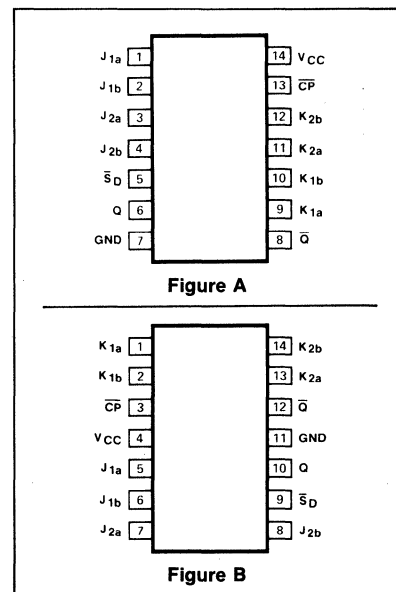 J1a 1 14 VCC
J1b 2 13 C̅P̅
J2a 3 12 K2b
J2b 4 11 K2a
S̅D 5 10 K1b
Q 6 9 K1a
GND 7 8 Q̅
Figure A
K1a 1 14 K2b
K1b 2 13 K2a
C̅P̅ 3 12 Q̅
VCC 4 11 GND
J1a 5 10 Q
J1b 6 9 S̅D
J2a 7 8 J2b
Figure B